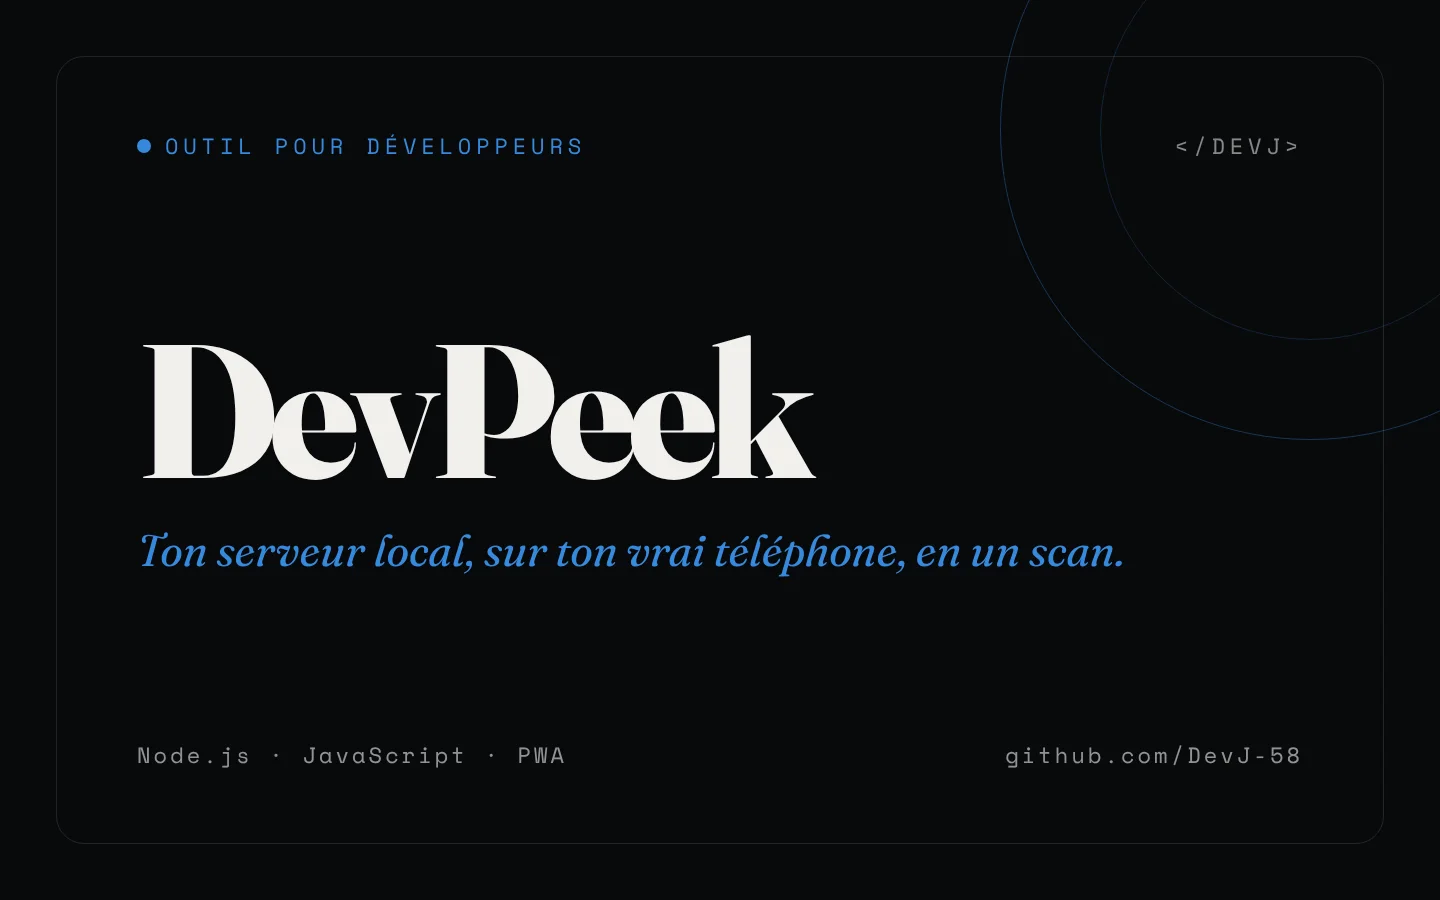 OUTIL POUR DÉVELOPPEURS
</DEVJ>
DevPeek
Ton serveur local, sur ton vrai téléphone, en un scan.
Node.js · JavaScript · PWA
github.com/DevJ-58